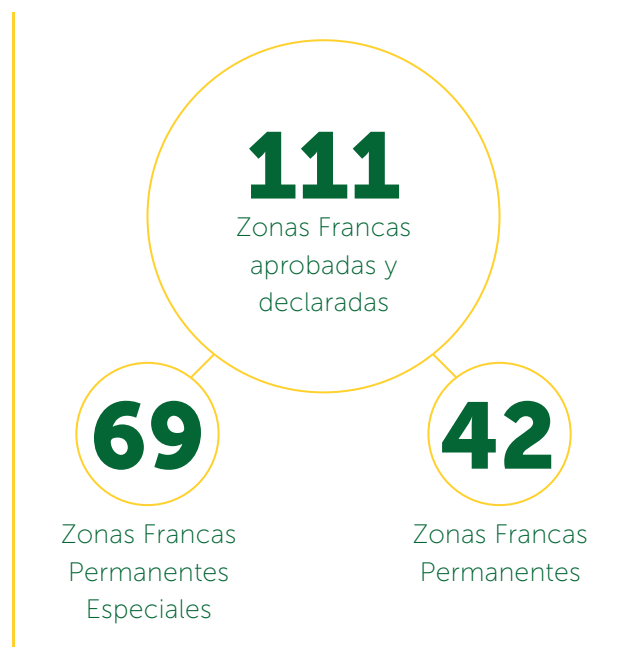 111
Zonas Francas
aprobadas y
declaradas
69
Zonas Francas
Permanentes
Especiales
42
Zonas Francas
Permanentes